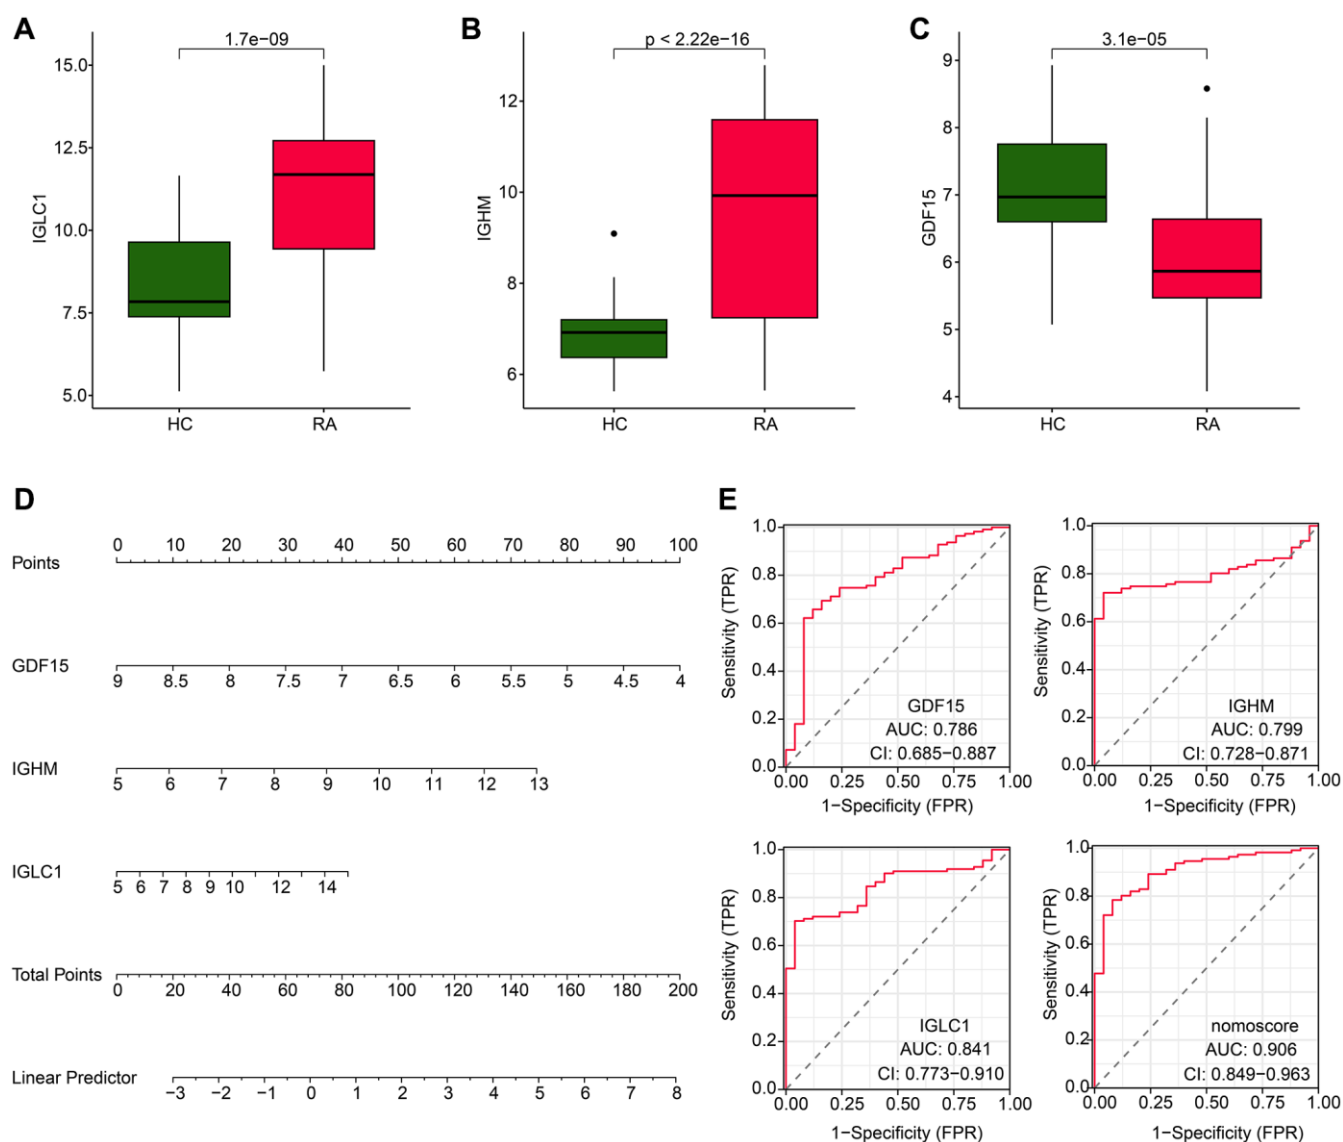 A
1.7e−09
IGLC1
15.0
12.5
10.0
7.5
5.0
HC RA
B
p < 2.22e−16
IGHM
12
10
8
6
HC RA
C
3.1e−05
GDF15
9
8
7
6
5
4
HC RA
D
0 10 20 30 40 50 60 70 80 90 100
Points
GDF15
9 8.5 8 7.5 7 6.5 6 5.5 5 4.5 4
IGHM
5 6 7 8 9 10 11 12 13
IGLC1
5 6 7 8 9 10 12 14
Total Points
0 20 40 60 80 100 120 140 160 180 200
Linear Predictor
−3 −2 −1 0 1 2 3 4 5 6 7 8
E
Sensitivity (TPR)
1.0
0.8
0.6
0.4
0.2
0.0
GDF15
AUC: 0.786
CI: 0.685−0.887
0.00 0.25 0.50 0.75 1.00
1−Specificity (FPR)
Sensitivity (TPR)
1.0
0.8
0.6
0.4
0.2
0.0
IGHM
AUC: 0.799
CI: 0.728−0.871
0.00 0.25 0.50 0.75 1.00
1−Specificity (FPR)
Sensitivity (TPR)
1.0
0.8
0.6
0.4
0.2
0.0
IGLC1
AUC: 0.841
CI: 0.773−0.910
0.00 0.25 0.50 0.75 1.00
1−Specificity (FPR)
Sensitivity (TPR)
1.0
0.8
0.6
0.4
0.2
0.0
nomoscore
AUC: 0.906
CI: 0.849−0.963
0.00 0.25 0.50 0.75 1.00
1−Specificity (FPR)